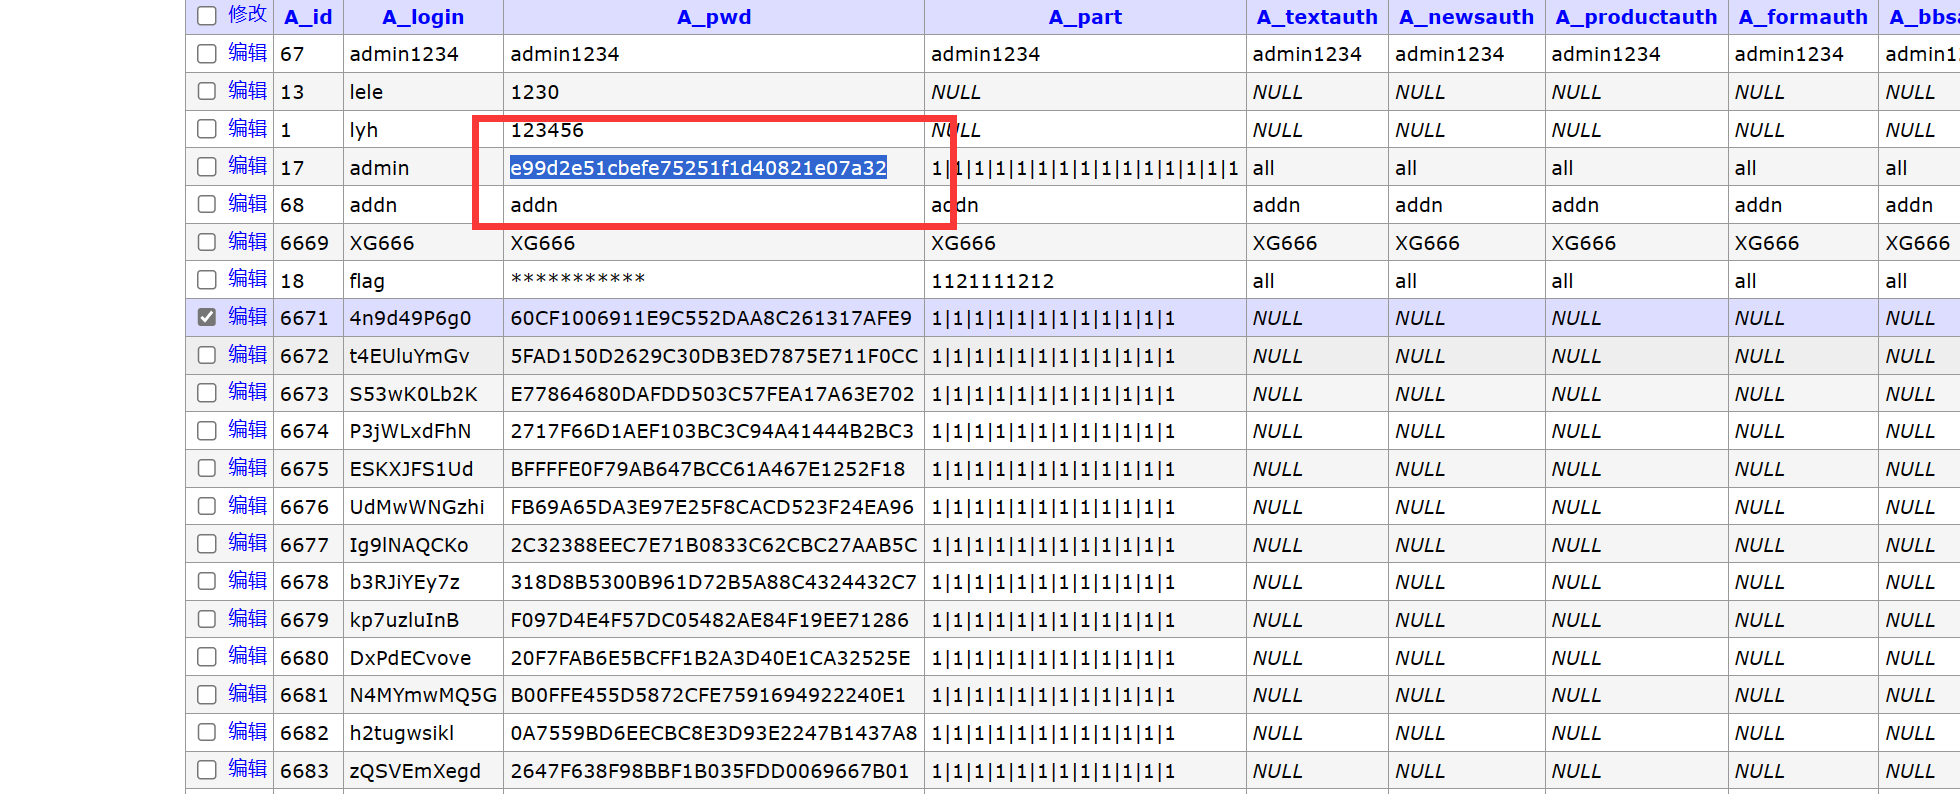 修改 A_id A_login A_pwd A_part A_textauth A_newsauth A_productauth A_formauth
编辑 67 admin1234 admin1234 admin1234 admin1234 admin1234 admin1234 admin1234
编辑 13 lele 1230 NULL NULL NULL NULL NULL NULL
编辑 1 lyh 123456 NULL NULL NULL NULL NULL NULL
编辑 17 admin e99d2e51cbefe75251f1d40821e07a32 1|1|1|1|1|1|1|1|1|1|1|1|1|1|1 all all all all all
编辑 68 addn addn addn addn addn addn addn addn
编辑 6669 XG666 XG666 XG666 XG666 XG666 XG666 XG666 XG666
编辑 18 flag *********** 1121111212 all all all all all
编辑 6671 4n9d49P6g0 60CF1006911E9C552DAA8C261317AFE9 1|1|1|1|1|1|1|1|1|1|1|1 NULL NULL NULL NULL NULL
编辑 6672 t4EUluYmGv 5FAD150D2629C30DB3ED7875E711F0CC 1|1|1|1|1|1|1|1|1|1|1|1 NULL NULL NULL NULL NULL
编辑 6673 S53wK0Lb2K E77864680DAFDD503C57FEA17A63E702 1|1|1|1|1|1|1|1|1|1|1|1 NULL NULL NULL NULL NULL
编辑 6674 P3jWLxdFhN 2717F66D1AEF103BC3C94A41444B2BC3 1|1|1|1|1|1|1|1|1|1|1|1 NULL NULL NULL NULL NULL
编辑 6675 ESKXJFS1Ud BFFFFE0F79AB647BCC61A467E1252F18 1|1|1|1|1|1|1|1|1|1|1|1 NULL NULL NULL NULL NULL
编辑 6676 UdMwWNGzhi FB69A65DA3E97E25F8CACD523F24EA96 1|1|1|1|1|1|1|1|1|1|1|1 NULL NULL NULL NULL NULL
编辑 6677 Ig9lNAQCKo 2C32388EEC7E71B0833C62CBC27AAB5C 1|1|1|1|1|1|1|1|1|1|1|1 NULL NULL NULL NULL NULL
编辑 6678 b3RJiYEy7z 318D8B5300B961D72B5A88C4324432C7 1|1|1|1|1|1|1|1|1|1|1|1 NULL NULL NULL NULL NULL
编辑 6679 kp7uzluInB F097D4E4F57DC05482AE84F19EE71286 1|1|1|1|1|1|1|1|1|1|1|1 NULL NULL NULL NULL NULL
编辑 6680 DxPdECvove 20F7FAB6E5BCFF1B2A3D40E1CA32525E 1|1|1|1|1|1|1|1|1|1|1|1 NULL NULL NULL NULL NULL
编辑 6681 N4MYmwMQ5G B00FFE455D5872CFE7591694922240E1 1|1|1|1|1|1|1|1|1|1|1|1 NULL NULL NULL NULL NULL
编辑 6682 h2tugwsikl 0A7559BD6EECBC8E3D93E2247B1437A8 1|1|1|1|1|1|1|1|1|1|1|1 NULL NULL NULL NULL NULL
编辑 6683 zQSVEmXegd 2647F638F98BBF1B035FDD0069667B01 1|1|1|1|1|1|1|1|1|1|1|1 NULL NULL NULL NULL NULL